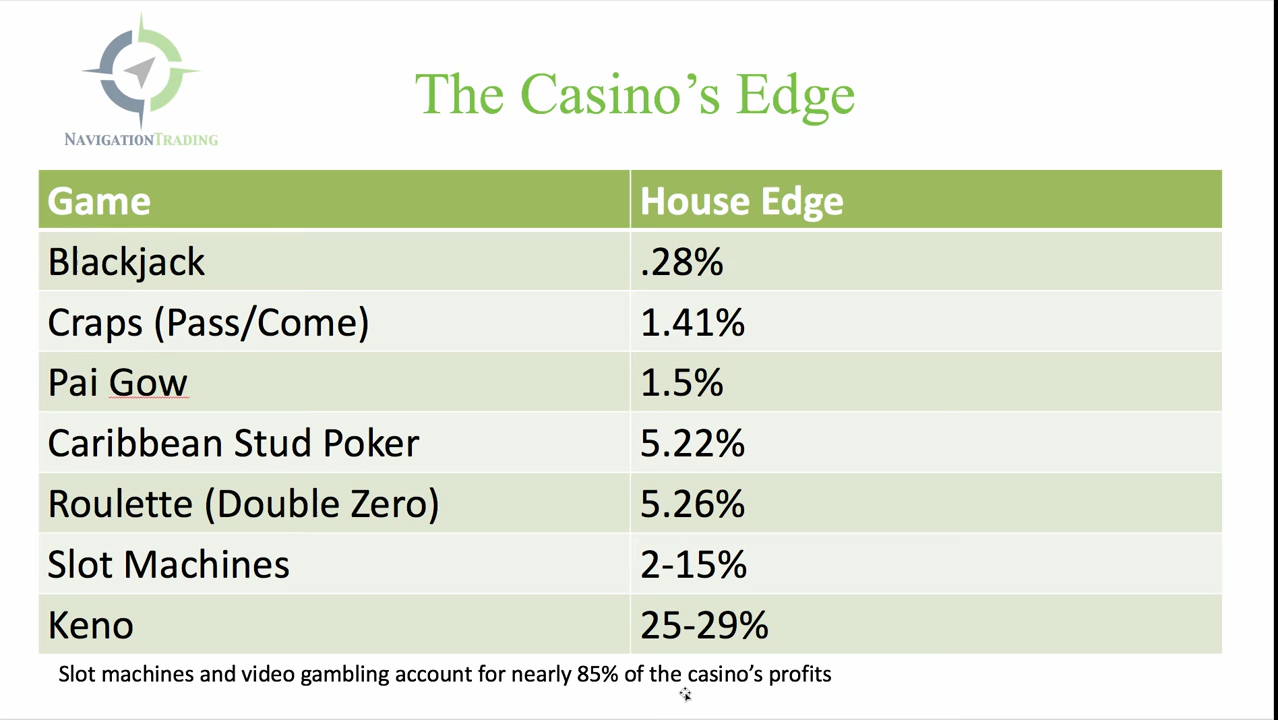 The Casino's Edge
NAVIGATIONTRADING
Game House Edge
Blackjack .28%
Craps (Pass/Come) 1.41%
Pai Gow 1.5%
Caribbean Stud Poker 5.22%
Roulette (Double Zero) 5.26%
Slot Machines 2-15%
Keno 25-29%
Slot machines and video gambling account for nearly 85% of the casino's profits